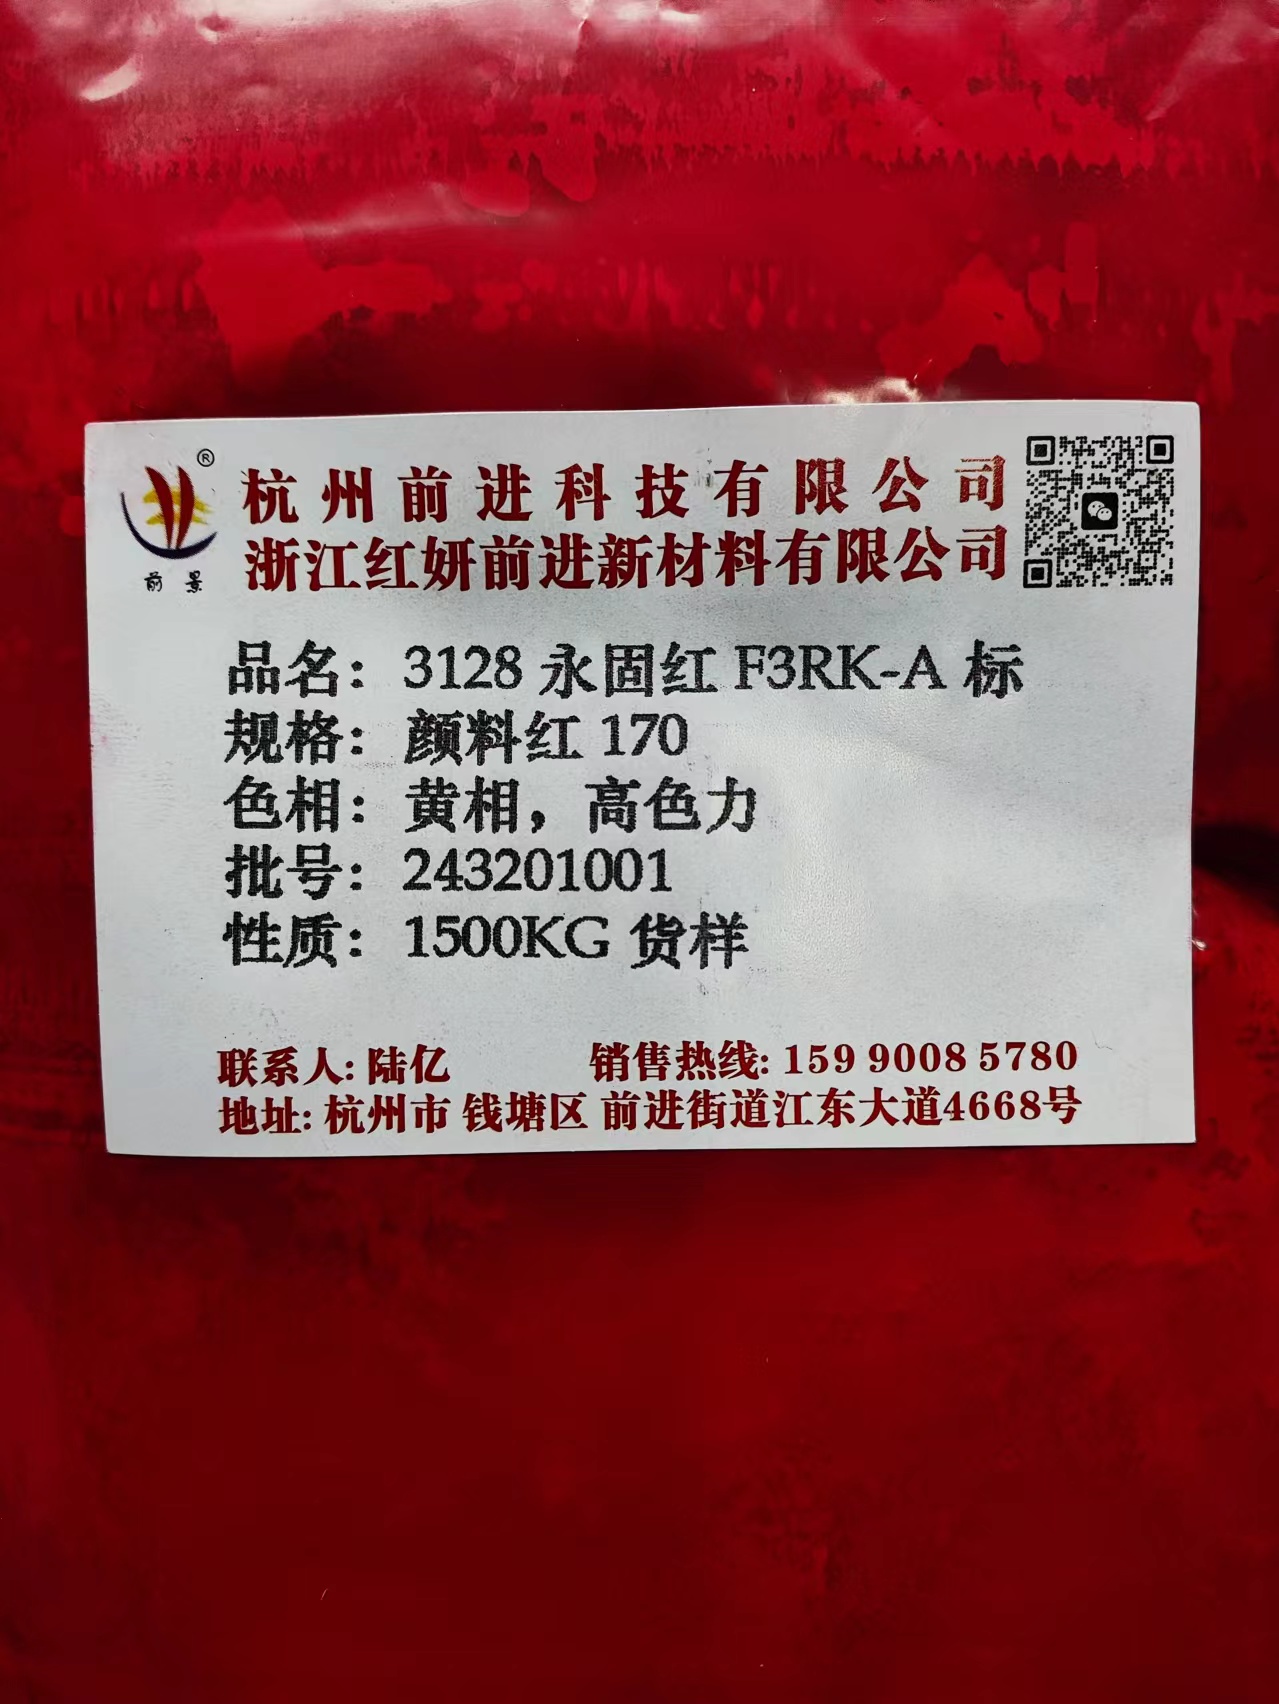 ®
前景
杭州前进科技有限公司
浙江红妍前进新材料有限公司
品名：3128 永固红 F3RK-A 标
规格：颜料红 170
色相：黄相，高色力
批号：243201001
性质：1500KG 货样
联系人: 陆亿 销售热线: 159 9008 5780
地址: 杭州市 钱塘区 前进街道江东大道4668号